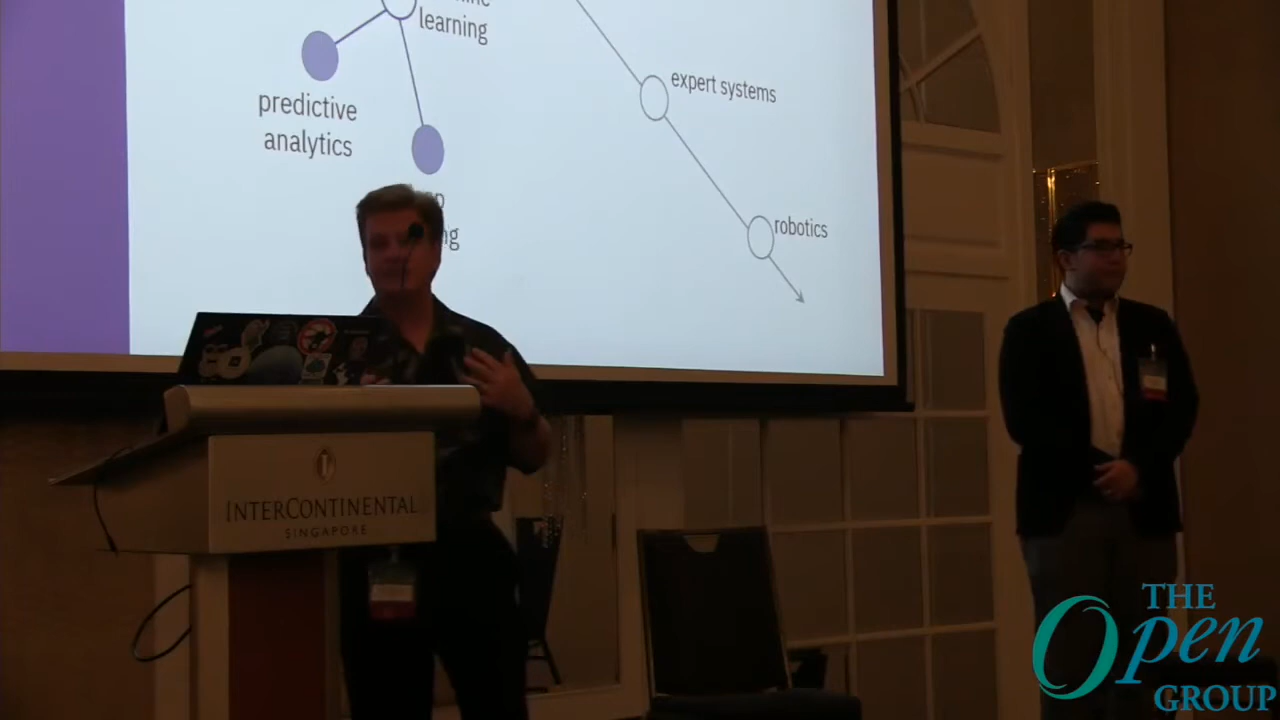 learning
predictive
analytics
expert systems
robotics
INTERCONTINENTAL
SINGAPORE
THE
Open
GROUP